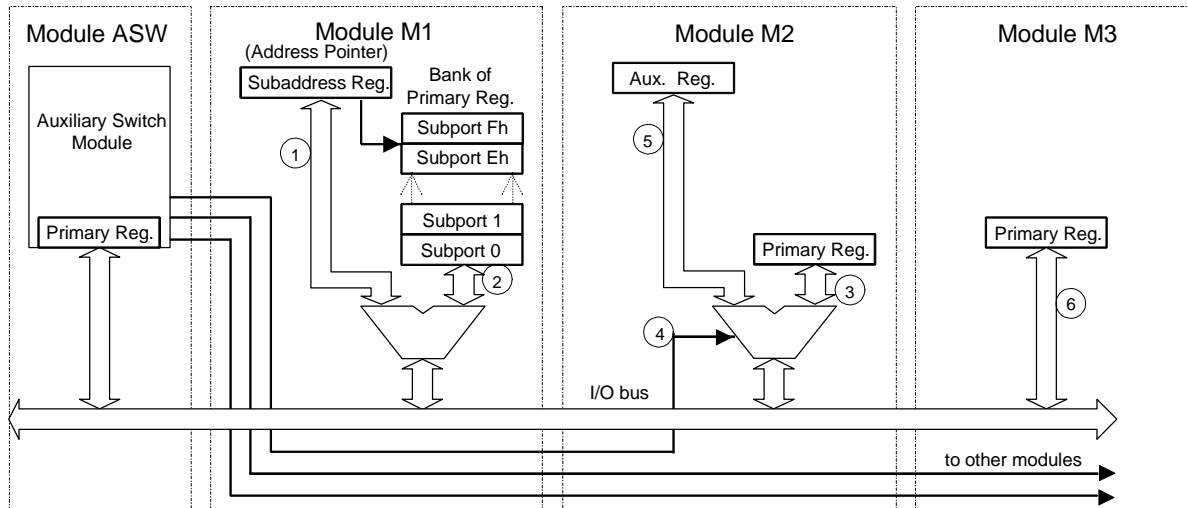 Module ASW
Auxiliary Switch
Module
Primary Reg.
Module M1
(Address Pointer)
Subaddress Reg.
Bank of
Primary Reg.
Subport Fh
Subport Eh
Subport 1
Subport 0
1
2
Module M2
Aux. Reg.
5
Primary Reg.
3
4
I/O bus
Module M3
Primary Reg.
6
to other modules